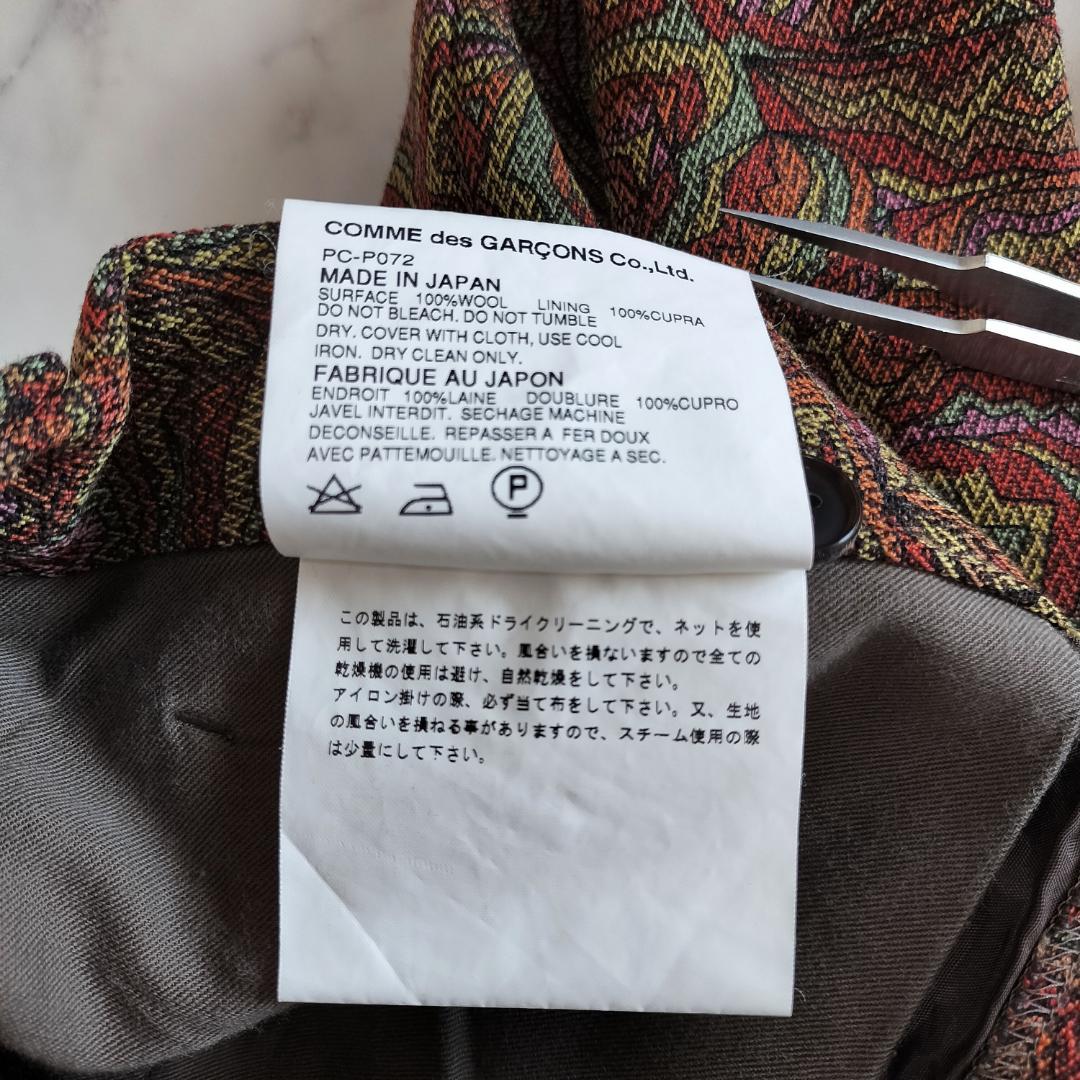 COMME des GARÇONS Co.,Ltd.
PC-P072
MADE IN JAPAN
SURFACE 100%WOOL LINING 100%CUPRA
DO NOT BLEACH. DO NOT TUMBLE
DRY. COVER WITH CLOTH, USE COOL
IRON. DRY CLEAN ONLY.
FABRIQUE AU JAPON
ENDROIT 100%LAINE DOUBLURE 100%CUPRO
JAVEL INTERDIT. SECHAGE MACHINE
DECONSEILLE. REPASSER A FER DOUX
AVEC PATTEMOUILLE. NETTOYAGE A SEC.
P
この製品は、石油系ドライクリーニングで、ネットを使
用して洗濯して下さい。風合いを損ないますので全ての
乾燥機の使用は避け、自然乾燥をして下さい。
アイロン掛けの際、必ず当て布をして下さい。又、生地
の風合いを損ねる事がありますので、スチーム使用の際
は少量にして下さい。